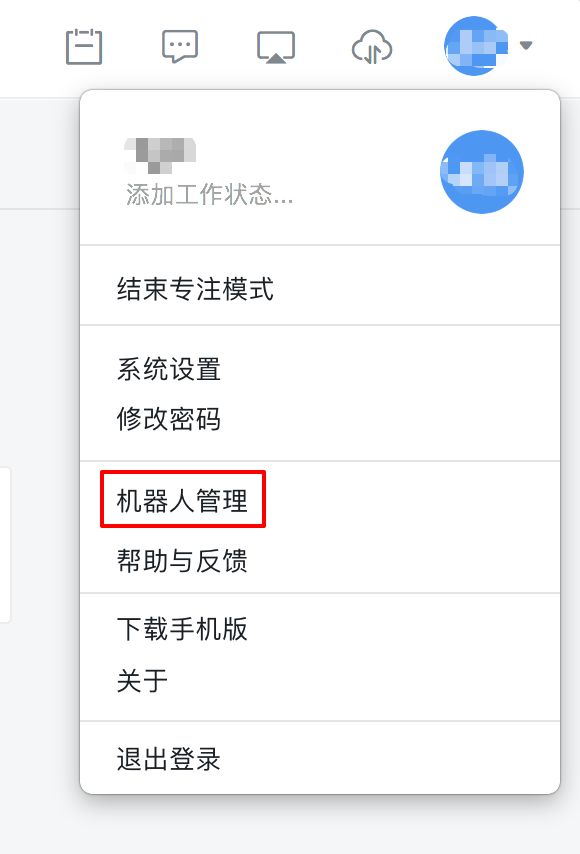 添加工作状态...
结束专注模式
系统设置
修改密码
机器人管理
帮助与反馈
下载手机版
关于
退出登录